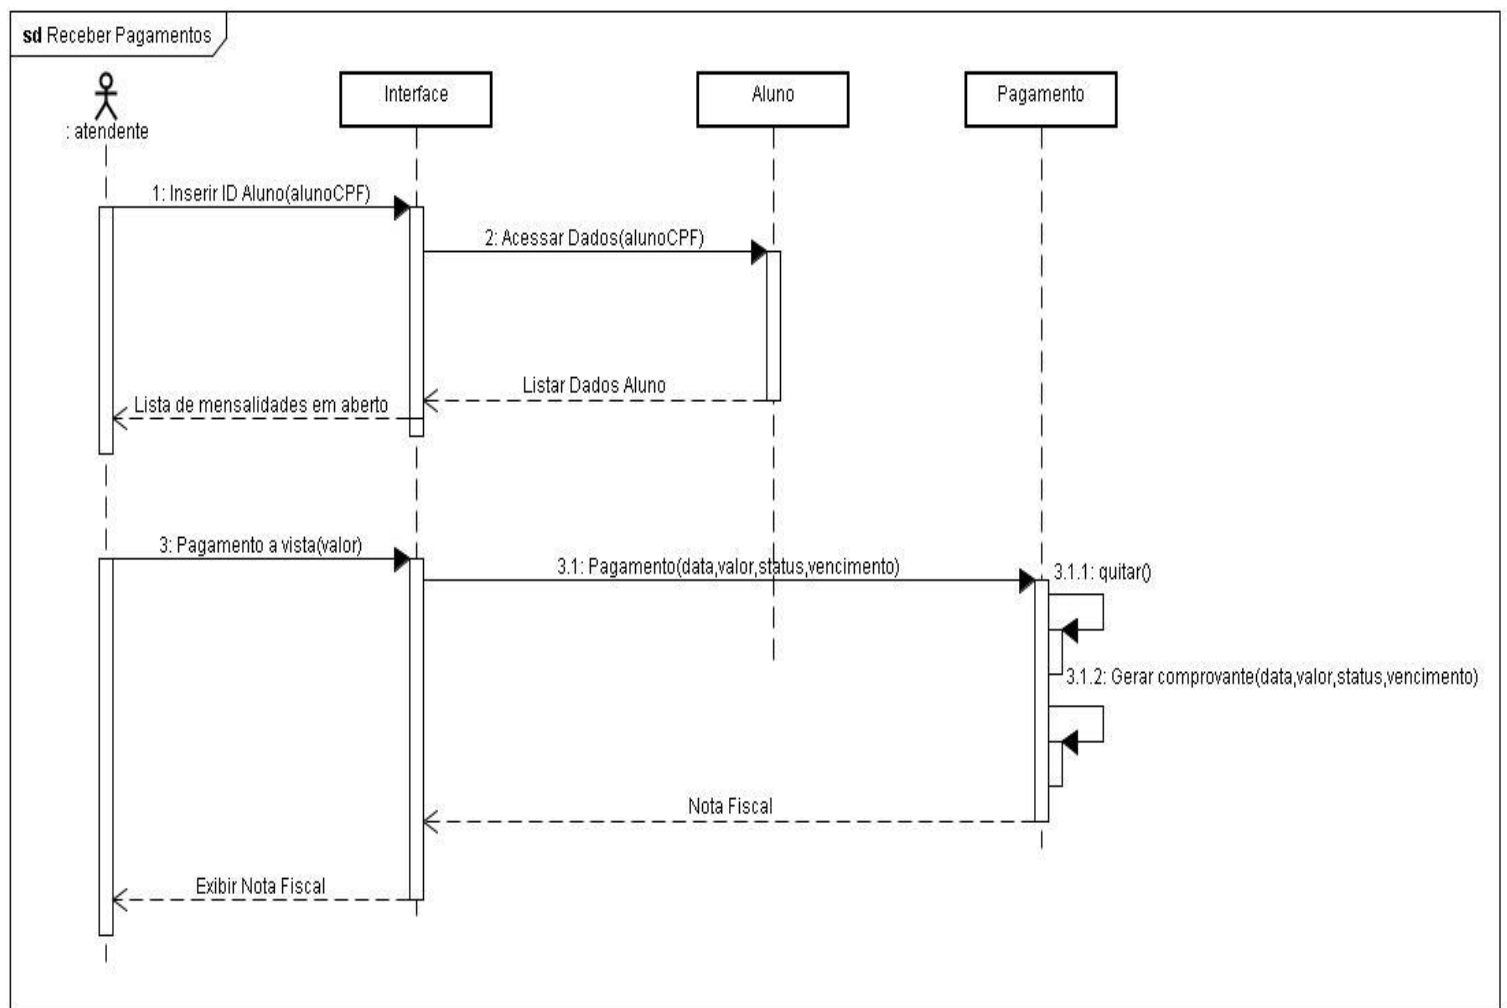 sd Receber Pagamentos
: atendente
Interface
Aluno
Pagamento
1: Inserir ID Aluno(alunoCPF)
2: Acessar Dados(alunoCPF)
Listar Dados Aluno
Lista de mensalidades em aberto
3: Pagamento a vista(valor)
3.1: Pagamento(data,valor,status,vencimento)
3.1.1: quitar()
3.1.2: Gerar comprovante(data,valor,status,vencimento)
Nota Fiscal
Exibir Nota Fiscal